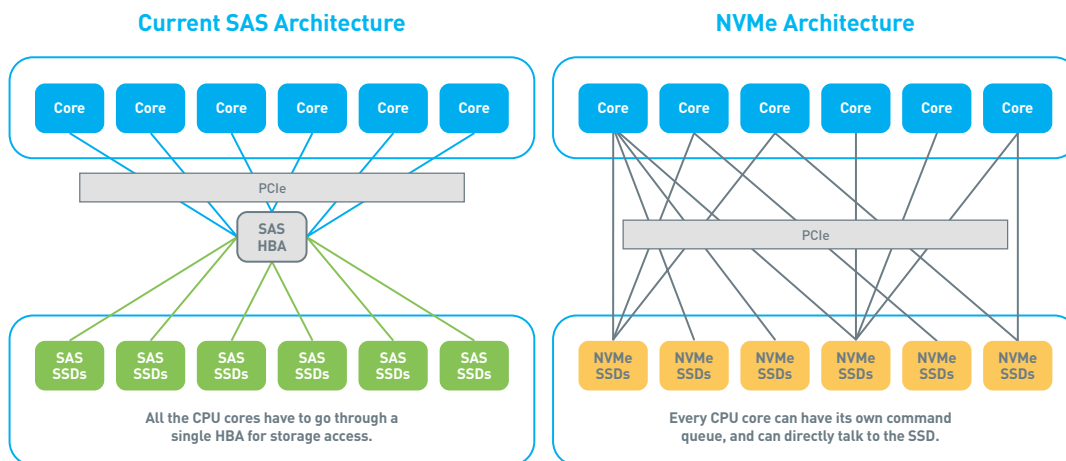 Current SAS Architecture
Core Core Core Core Core Core
PCIe
SAS
HBA
SAS SAS SAS SAS SAS SAS
SSDs SSDs SSDs SSDs SSDs SSDs
All the CPU cores have to go through a
single HBA for storage access.
NVMe Architecture
Core Core Core Core Core Core
PCIe
NVMe NVMe NVMe NVMe NVMe NVMe
SSDs SSDs SSDs SSDs SSDs SSDs
Every CPU core can have its own command
queue, and can directly talk to the SSD.